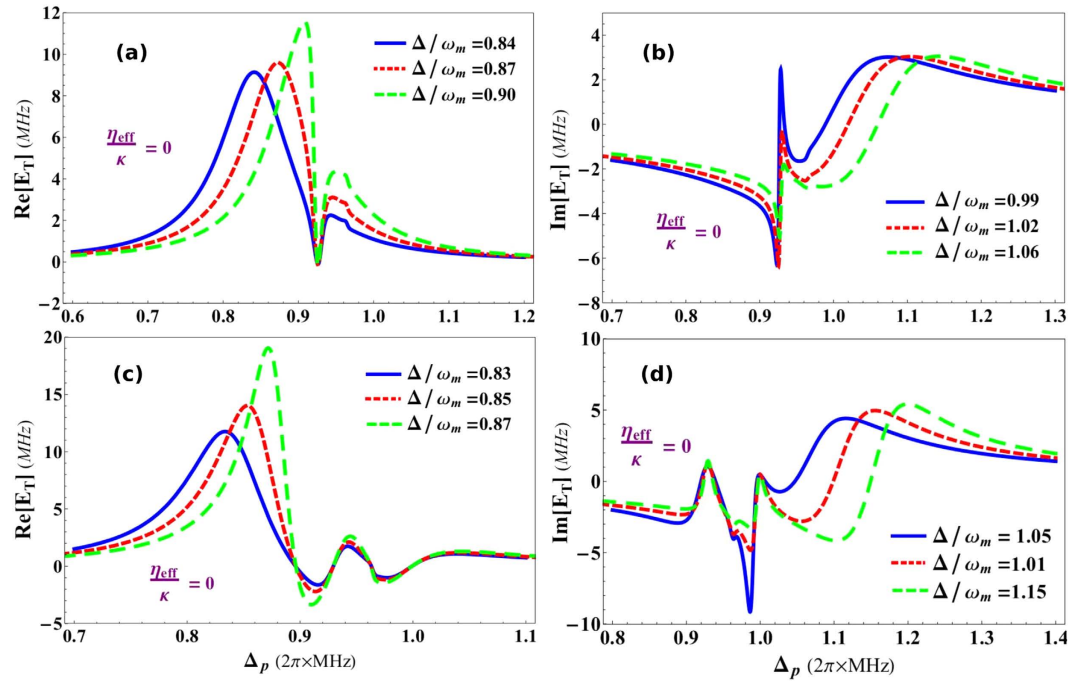 (a)
Δ/ω_m =0.84
Δ/ω_m =0.87
Δ/ω_m =0.90
η_eff/κ = 0
Re[E_T] (MHz)
12
10
8
6
4
2
0
−2
0.6 0.7 0.8 0.9 1.0 1.1 1.2
(b)
Δ/ω_m =0.99
Δ/ω_m =1.02
Δ/ω_m =1.06
η_eff/κ = 0
Im[E_T] (MHz)
6
4
2
0
−2
−4
−6
−8
0.7 0.8 0.9 1.0 1.1 1.2 1.3
(c)
Δ/ω_m =0.83
Δ/ω_m =0.85
Δ/ω_m =0.87
η_eff/κ = 0
Re[E_T] (MHz)
20
15
10
5
0
−5
0.7 0.8 0.9 1.0 1.1
Δ_p (2π×MHz)
(d)
η_eff/κ = 0
Δ/ω_m = 1.05
Δ/ω_m = 1.01
Δ/ω_m = 1.15
Im[E_T] (MHz)
10
5
0
−5
−10
0.8 0.9 1.0 1.1 1.2 1.3 1.4
Δ_p (2π×MHz)